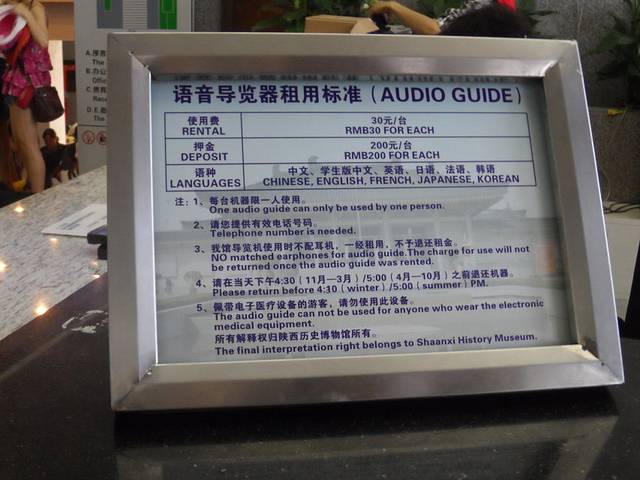 语音导览器租用标准（AUDIO GUIDE）
使用费 30元/台
RENTAL RMB30 FOR EACH
押金 200元/台
DEPOSIT RMB200 FOR EACH
语种 中文、学生版中文、英语、日语、法语、韩语
LANGUAGES CHINESE, ENGLISH, FRENCH, JAPANESE, KOREAN
注：1、每台机器限一人使用。
One audio guide can only be used by one person.
2、请您提供有效电话号码。
Telephone number is needed.
3、我馆导览机使用时不配耳机，一经租用，不予退还租金。
NO matched earphones for audio guide.The charge for use will not
be returned once the audio guide was rented.
4、请在当天下午4:30（11月—3月）/5:00（4月—10月）之前退还机器。
Please return before 4:30（winter）/5:00（summer）PM.
5、佩带电子医疗设备的游客，请勿使用此设备。
The audio guide can not be used for anyone who wear the electronic
medical equipment.
所有解释权归陕西历史博物馆所有。
The final interpretation right belongs to Shaanxi History Museum.